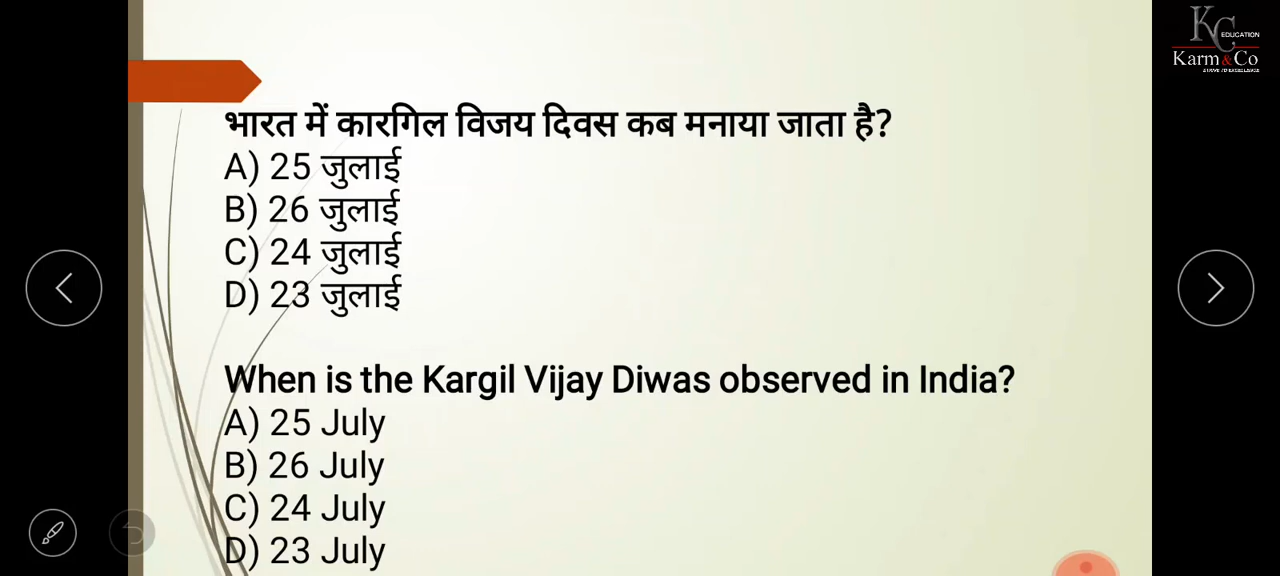 KC EDUCATION
Karm&Co
भारत में कारगिल विजय दिवस कब मनाया जाता है?
A) 25 जुलाई
B) 26 जुलाई
C) 24 जुलाई
D) 23 जुलाई
When is the Kargil Vijay Diwas observed in India?
A) 25 July
B) 26 July
C) 24 July
D) 23 July